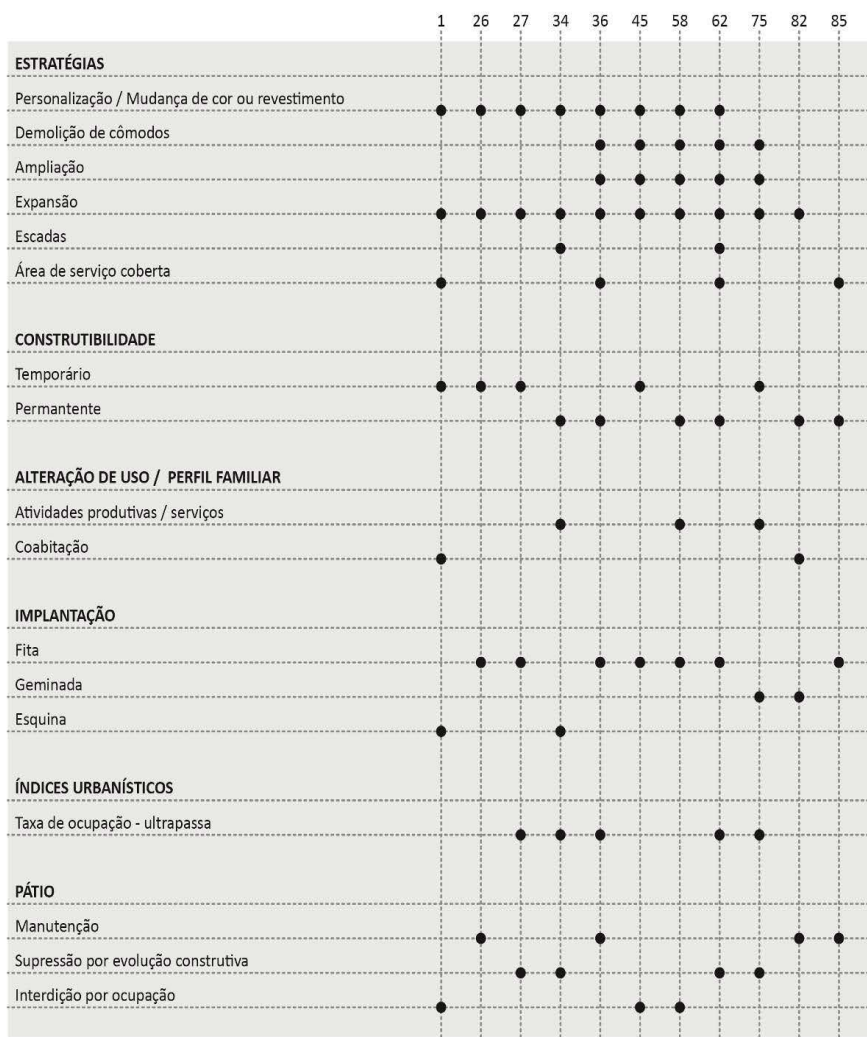 1 26 27 34 36 45 58 62 75 82 85
ESTRATÉGIAS
Personalização / Mudança de cor ou revestimento
Demolição de cômodos
Ampliação
Expansão
Escadas
Área de serviço coberta
CONSTRUTIBILIDADE
Temporário
Permantente
ALTERAÇÃO DE USO / PERFIL FAMILIAR
Atividades produtivas / serviços
Coabitação
IMPLANTAÇÃO
Fita
Geminada
Esquina
ÍNDICES URBANÍSTICOS
Taxa de ocupação - ultrapassa
PÁTIO
Manutenção
Supressão por evolução construtiva
Interdição por ocupação